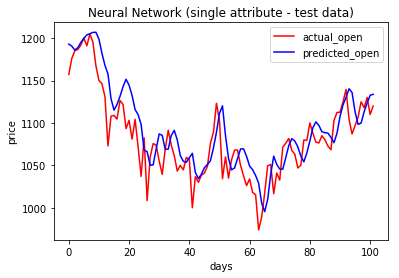 Neural Network (single attribute - test data)
actual_open
predicted_open
price
1200
1150
1100
1050
1000
0
20
40
60
80
100
days